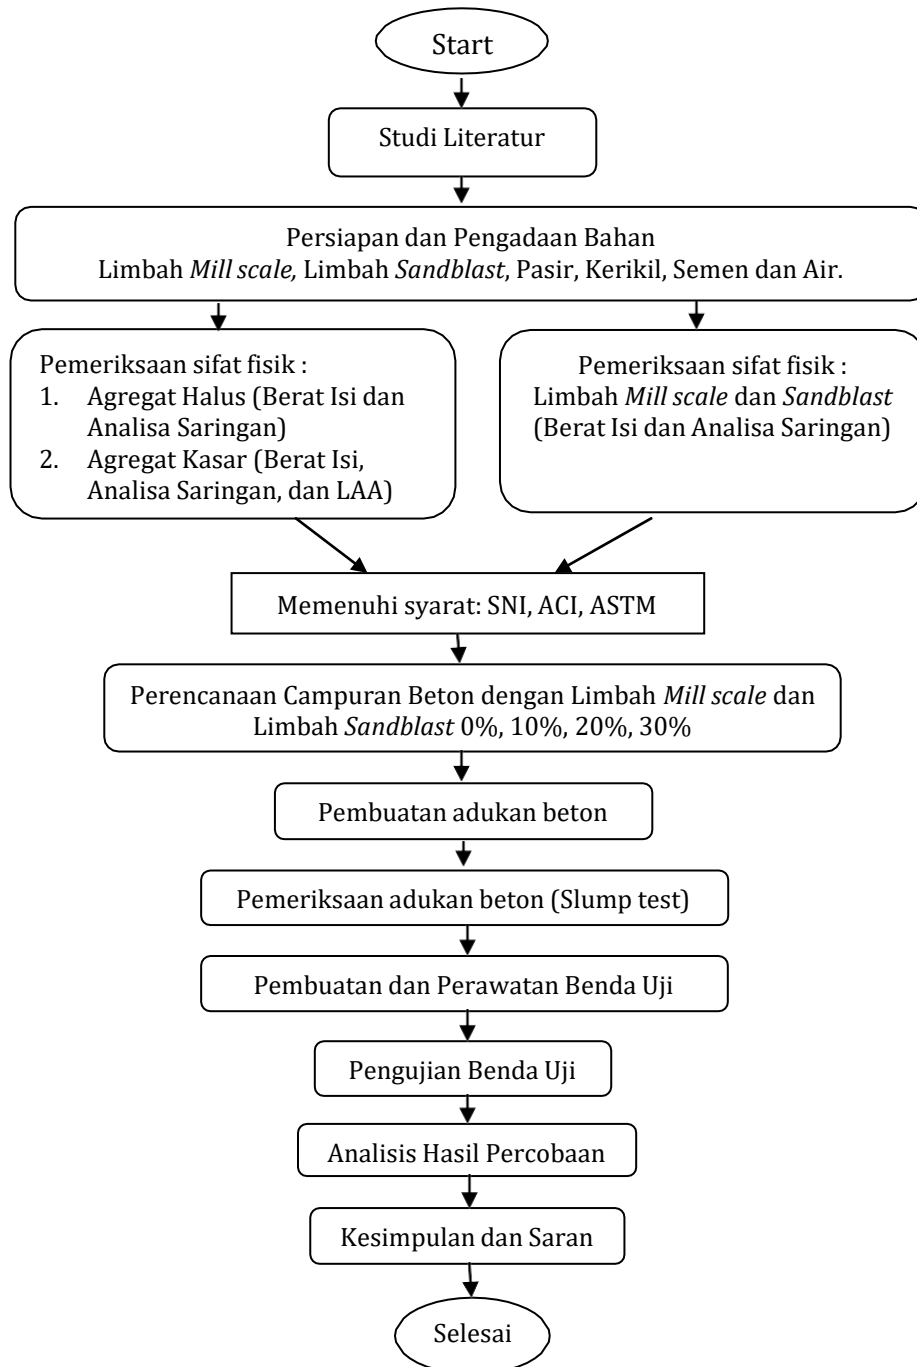 Start
Studi Literatur
Persiapan dan Pengadaan Bahan
Limbah Mill scale, Limbah Sandblast, Pasir, Kerikil, Semen dan Air.
Pemeriksaan sifat fisik :
1. Agregat Halus (Berat Isi dan
Analisa Saringan)
2. Agregat Kasar (Berat Isi,
Analisa Saringan, dan LAA)
Pemeriksaan sifat fisik :
Limbah Mill scale dan Sandblast
(Berat Isi dan Analisa Saringan)
Memenuhi syarat: SNI, ACI, ASTM
Perencanaan Campuran Beton dengan Limbah Mill scale dan
Limbah Sandblast 0%, 10%, 20%, 30%
Pembuatan adukan beton
Pemeriksaan adukan beton (Slump test)
Pembuatan dan Perawatan Benda Uji
Pengujian Benda Uji
Analisis Hasil Percobaan
Kesimpulan dan Saran
Selesai